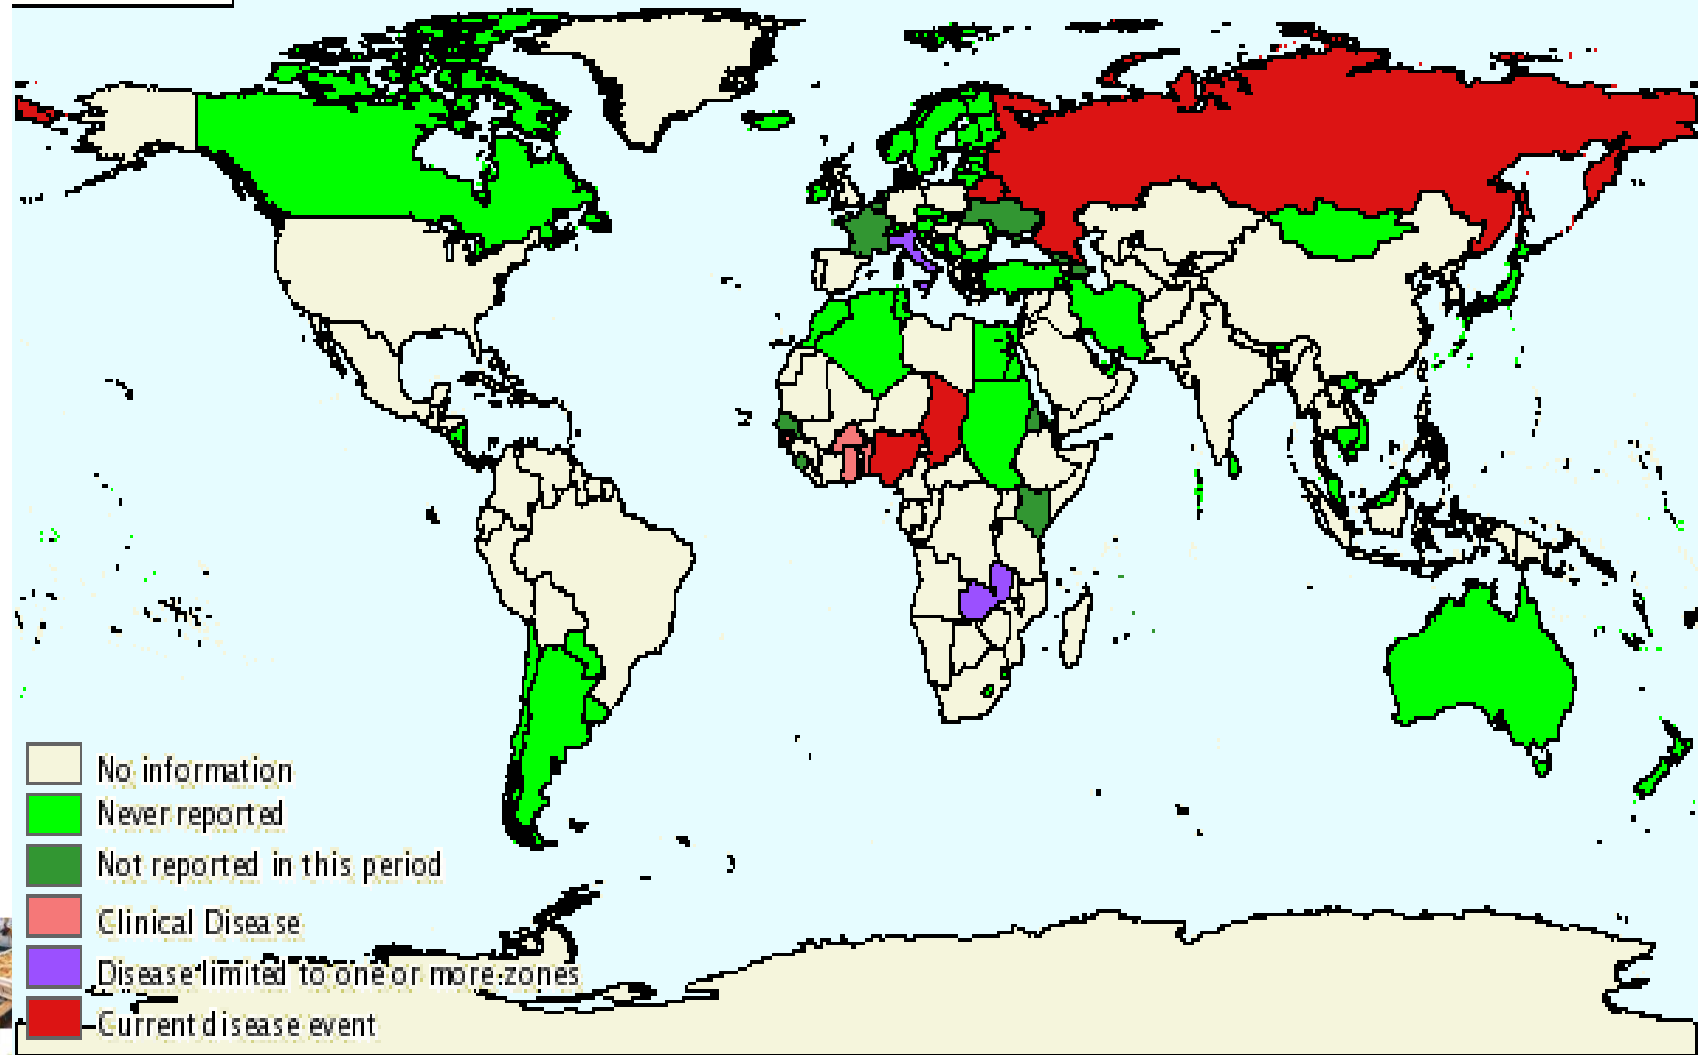 No information
Never reported
Not reported in this period
Clinical Disease
Disease limited to one or more zones
Current disease event